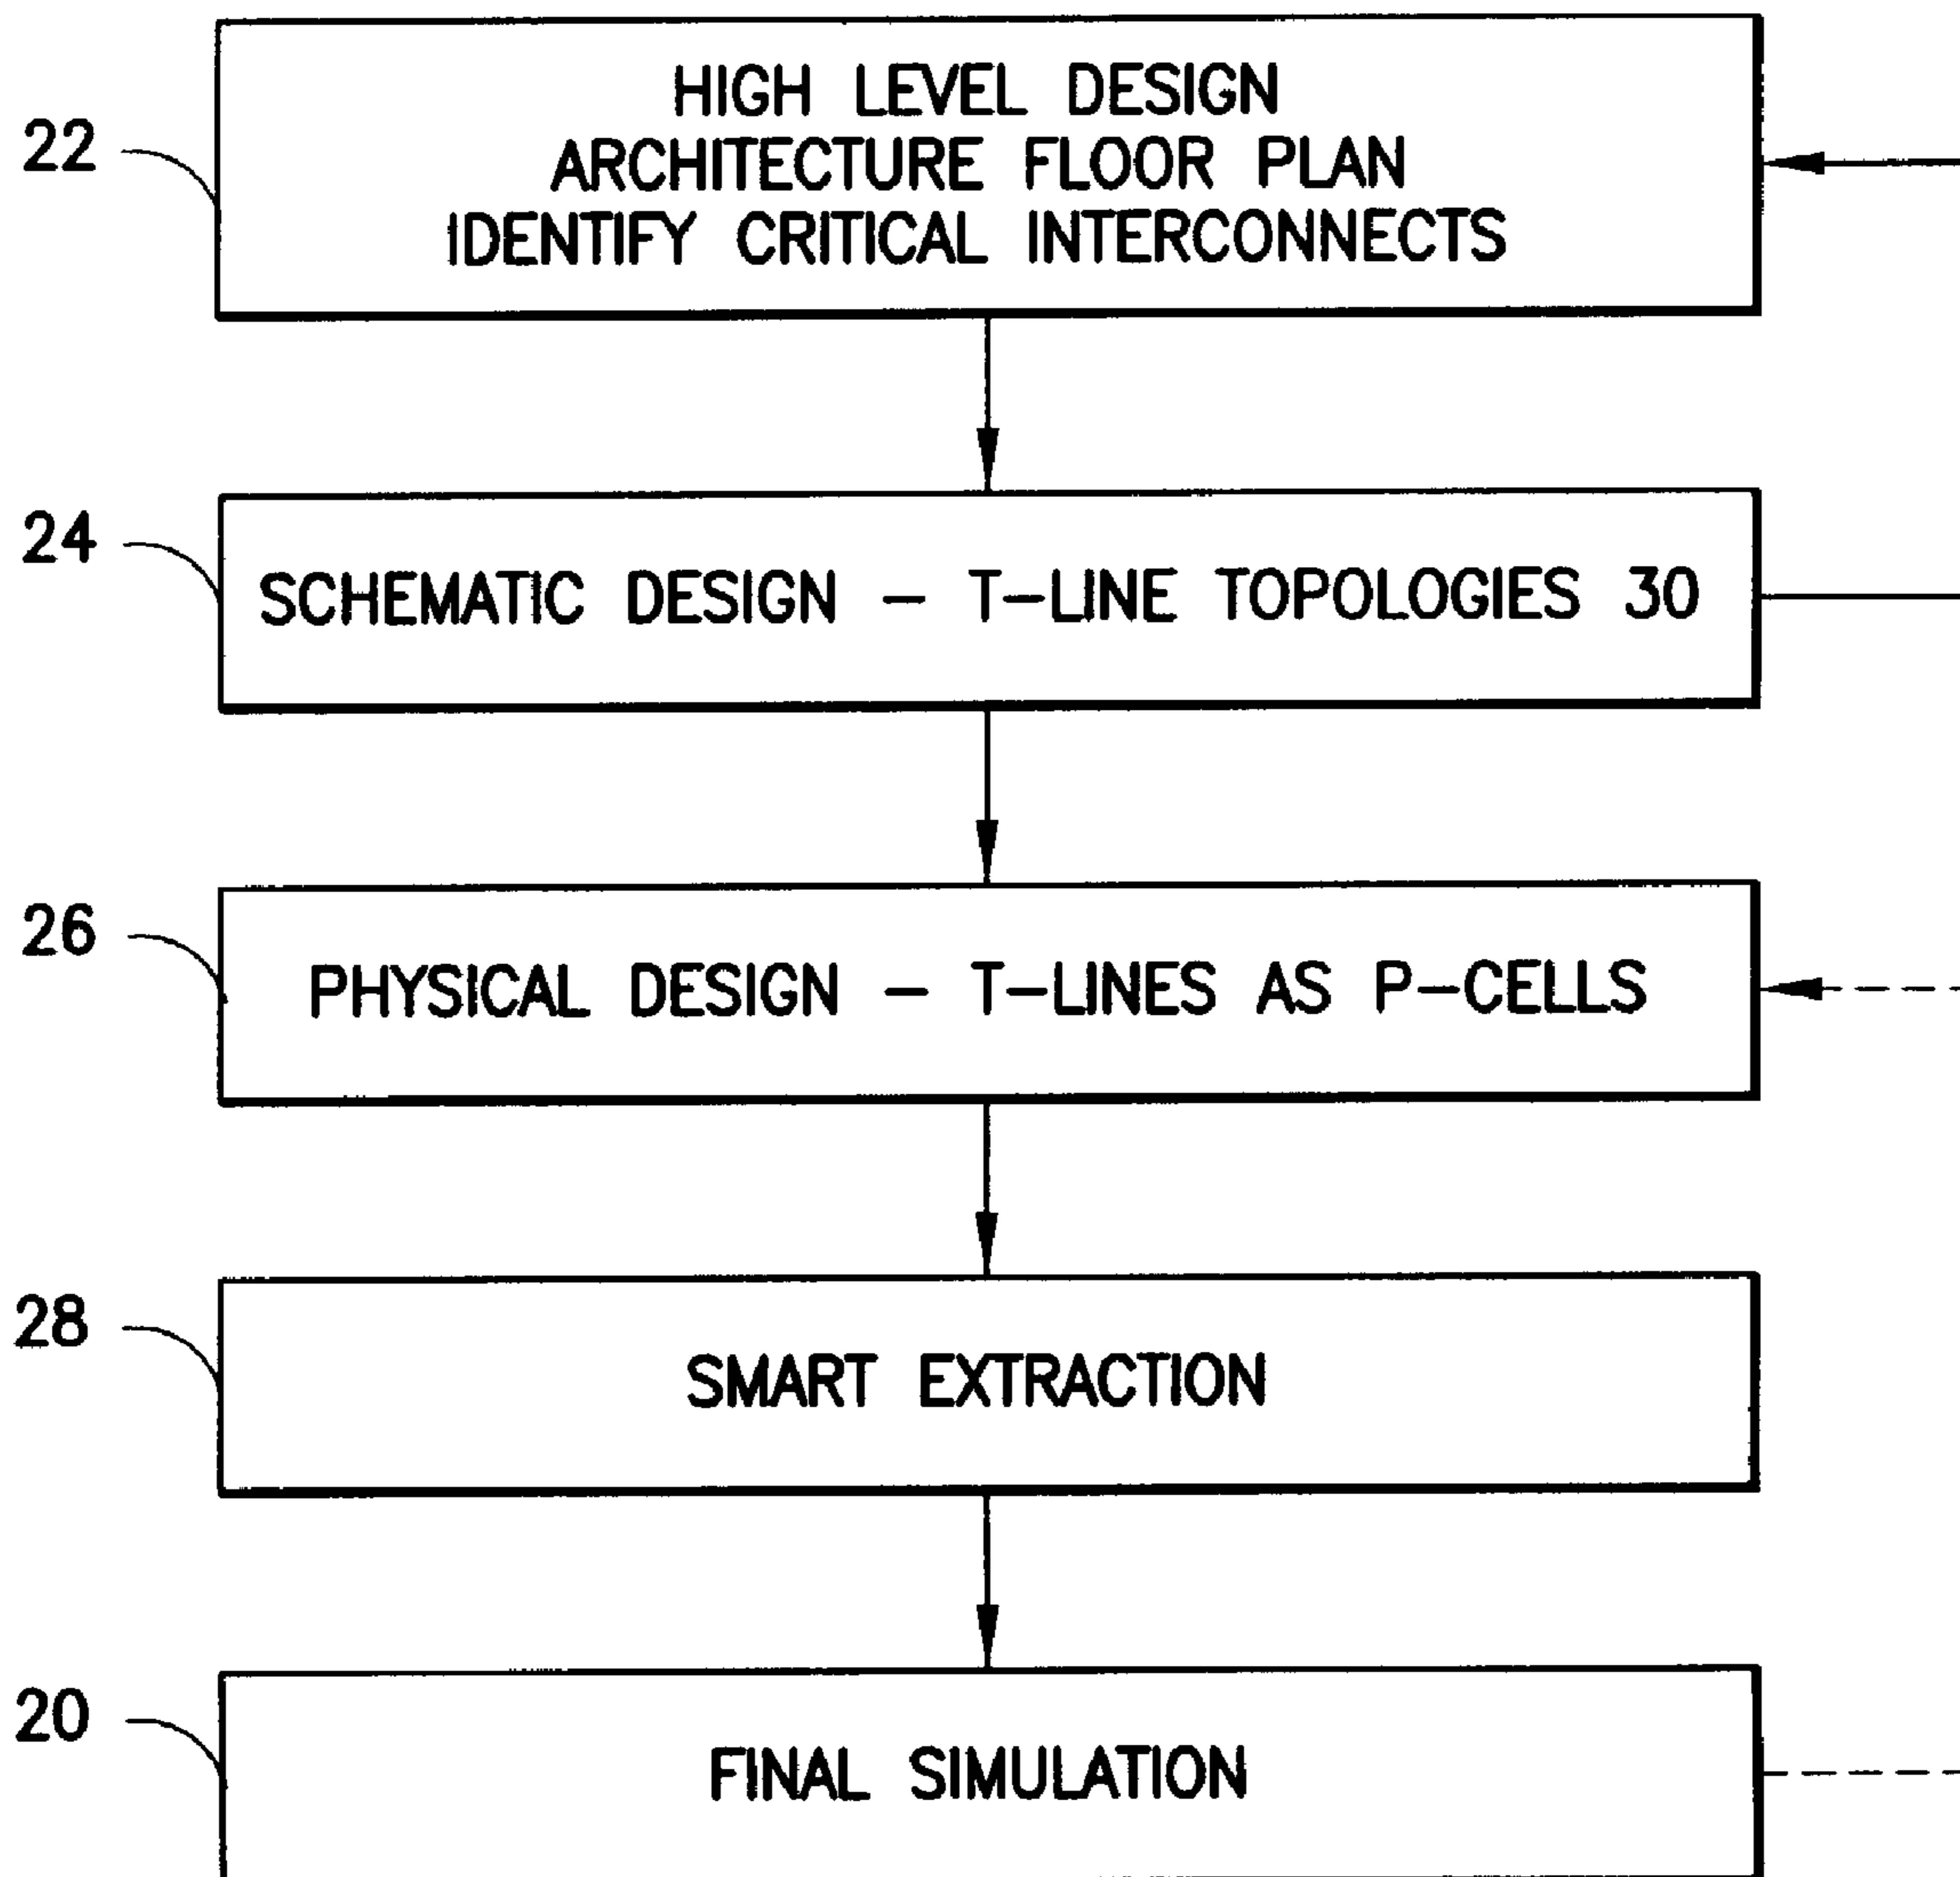 HIGH LEVEL DESIGN
ARCHITECTURE FLOOR PLAN
IDENTIFY CRITICAL INTERCONNECTS
22
24
SCHEMATIC DESIGN – T–LINE TOPOLOGIES 30
26
PHYSICAL DESIGN – T–LINES AS P–CELLS
28
SMART EXTRACTION
20
FINAL SIMULATION